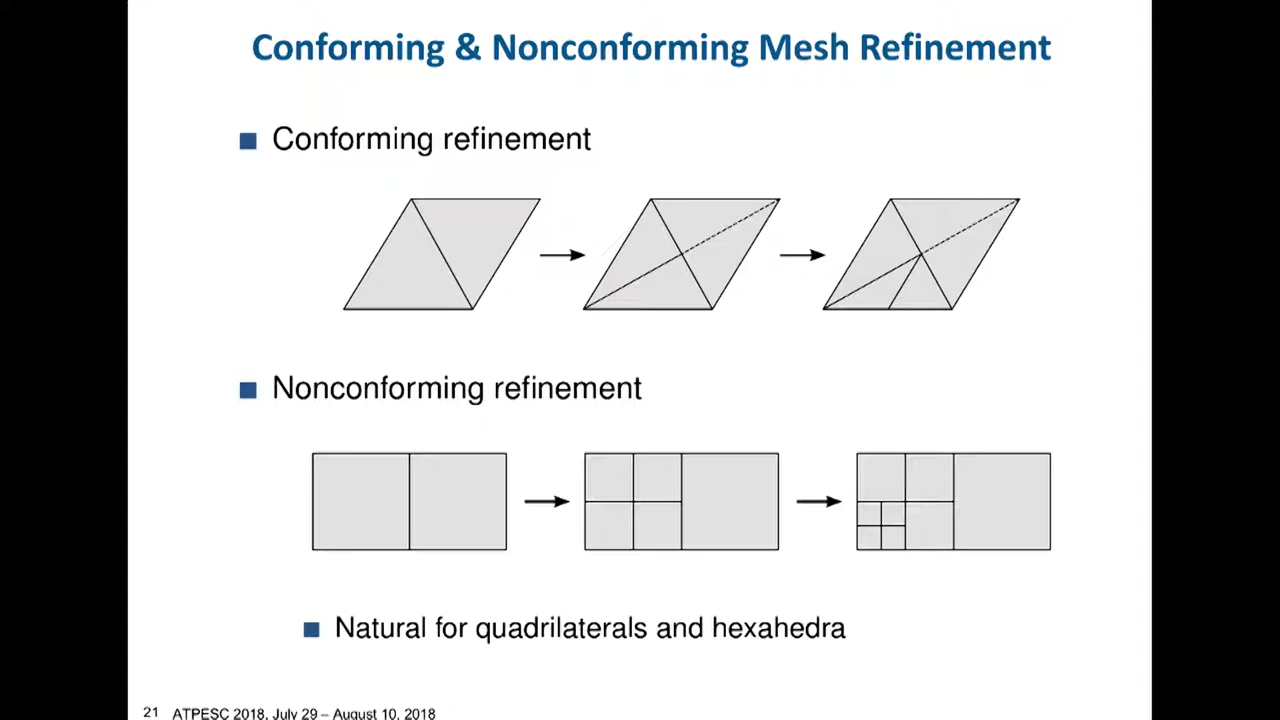 Conforming & Nonconforming Mesh Refinement
Conforming refinement
Nonconforming refinement
Natural for quadrilaterals and hexahedra
21 ATPESC 2018, July 29 – August 10, 2018